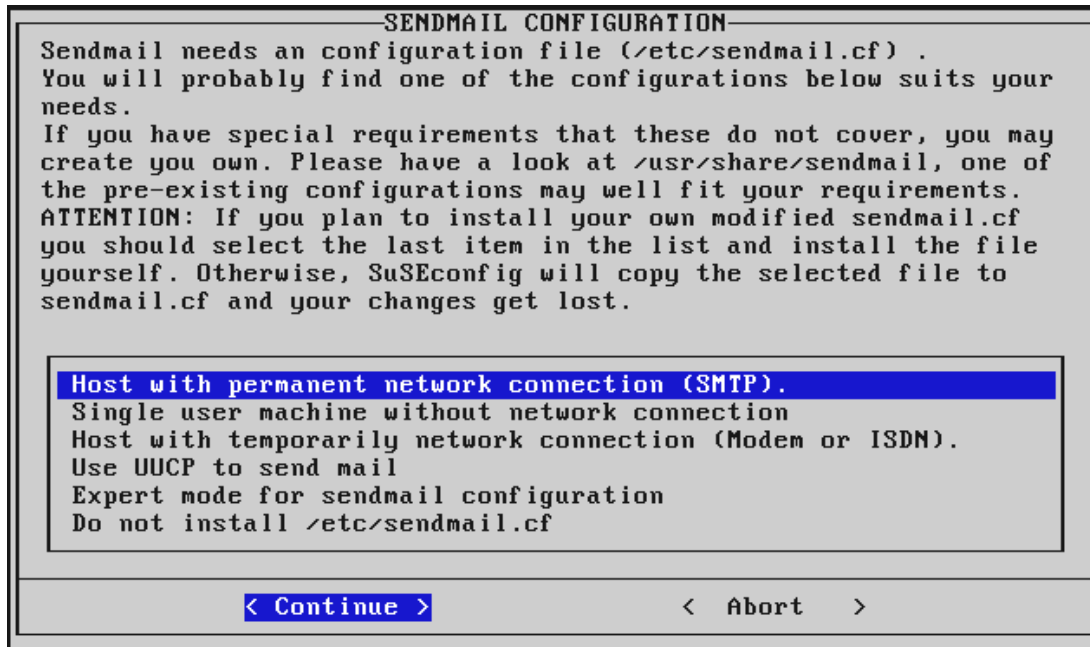 SENDMAIL CONFIGURATION
Sendmail needs an configuration file (/etc/sendmail.cf) .
You will probably find one of the configurations below suits your
needs.
If you have special requirements that these do not cover, you may
create you own. Please have a look at /usr/share/sendmail, one of
the pre-existing configurations may well fit your requirements.
ATTENTION: If you plan to install your own modified sendmail.cf
you should select the last item in the list and install the file
yourself. Otherwise, SuSEconfig will copy the selected file to
sendmail.cf and your changes get lost.
Host with permanent network connection (SMTP).
Single user machine without network connection
Host with temporarily network connection (Modem or ISDN).
Use UUCP to send mail
Expert mode for sendmail configuration
Do not install /etc/sendmail.cf
< Continue > < Abort >